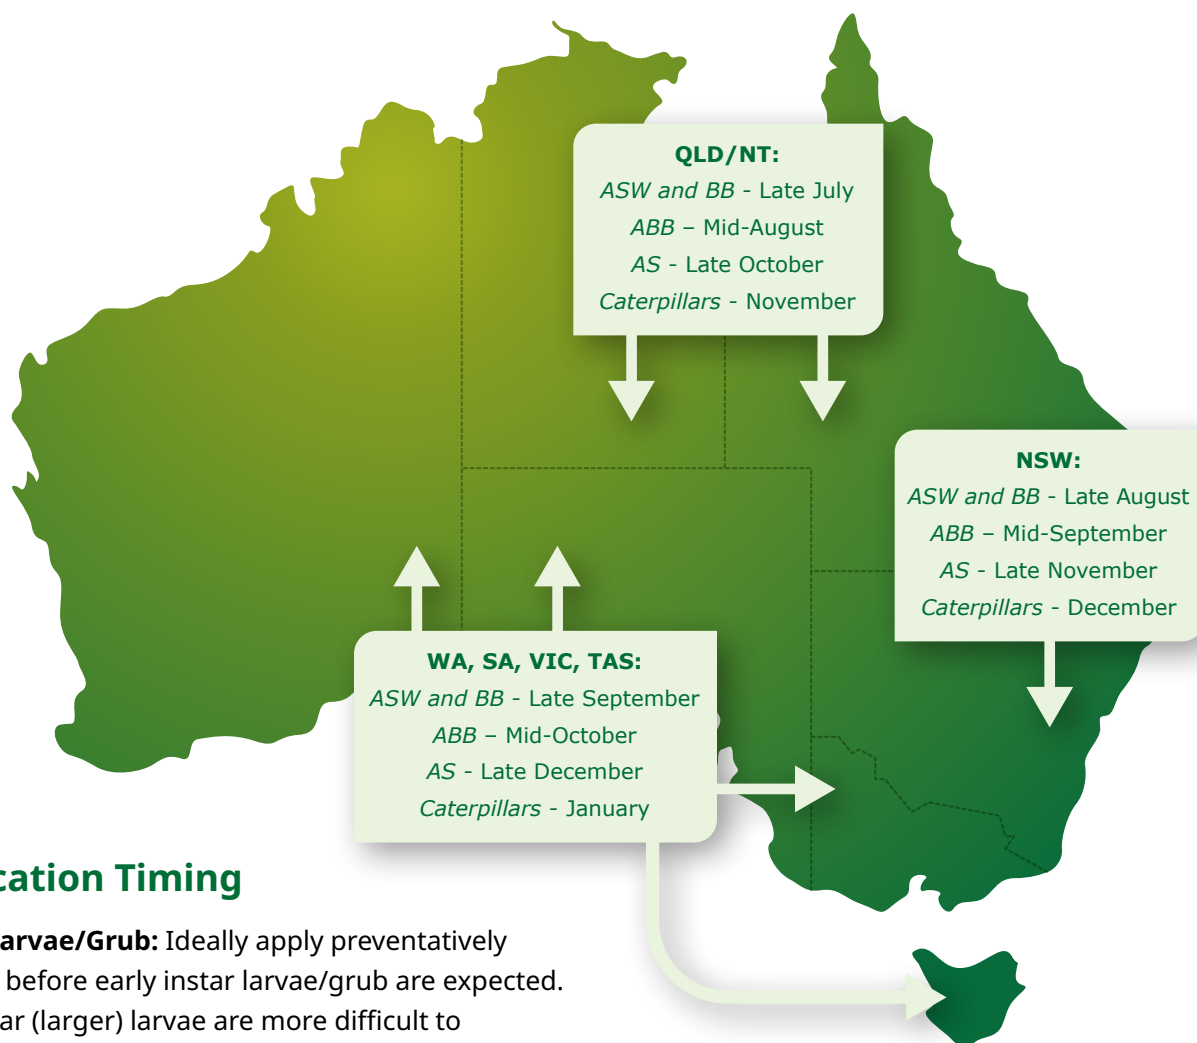 QLD/NT:
ASW and BB - Late July
ABB – Mid-August
AS - Late October
Caterpillars - November
NSW:
ASW and BB - Late August
ABB – Mid-September
AS - Late November
Caterpillars - December
WA, SA, VIC, TAS:
ASW and BB - Late September
ABB – Mid-October
AS - Late December
Caterpillars - January
cation Timing
arvae/Grub: Ideally apply preventatively
before early instar larvae/grub are expected.
ar (larger) larvae are more difficult to